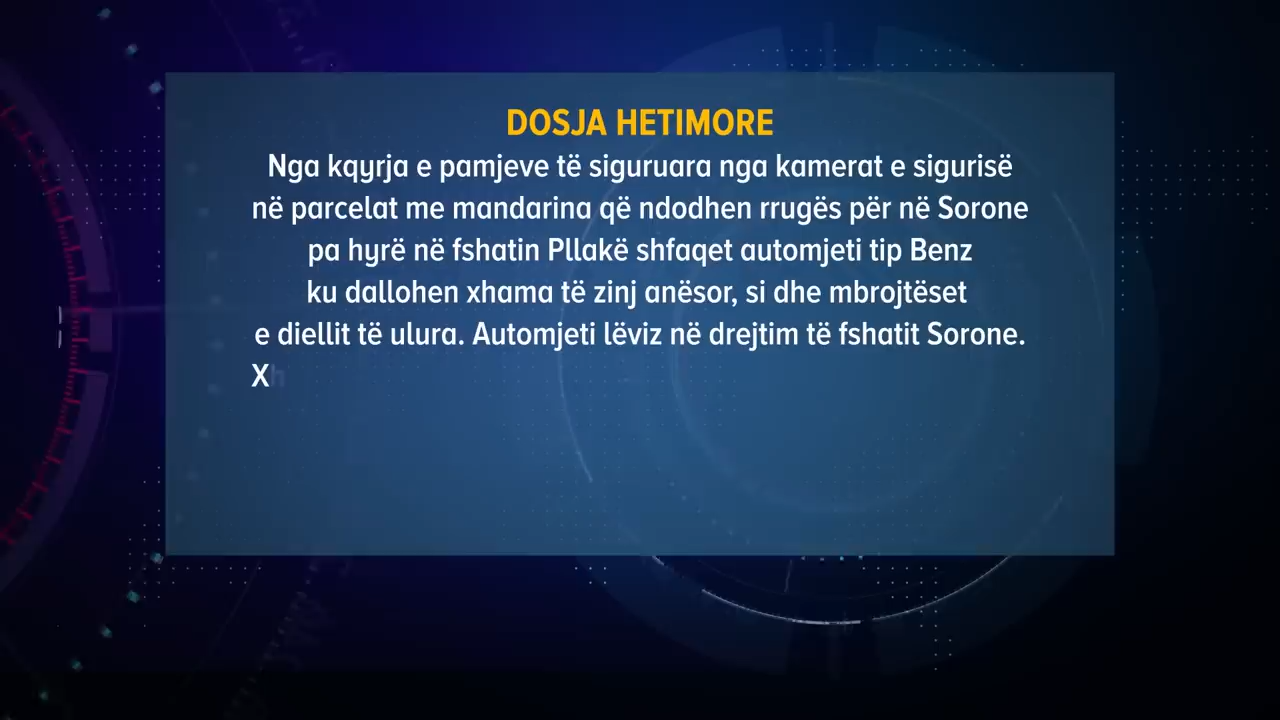 DOSJA HETIMORE
Nga kqyrja e pamjeve të siguruara nga kamerat e sigurisë
në parcelat me mandarina që ndodhen rrugës për në Sorone
pa hyrë në fshatin Pllakë shfaqet automjeti tip Benz
ku dallohen xhama të zinj anësor, si dhe mbrojtëset
e diellit të ulura. Automjeti lëviz në drejtim të fshatit Sorone.
Xh